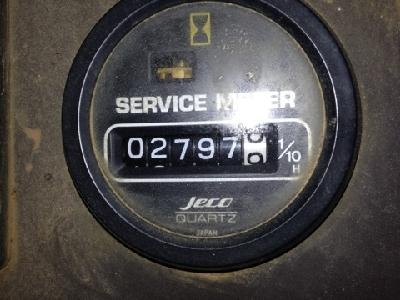 SERVICE METER
02797 1/10
H
Jeco
QUARTZ
JAPAN